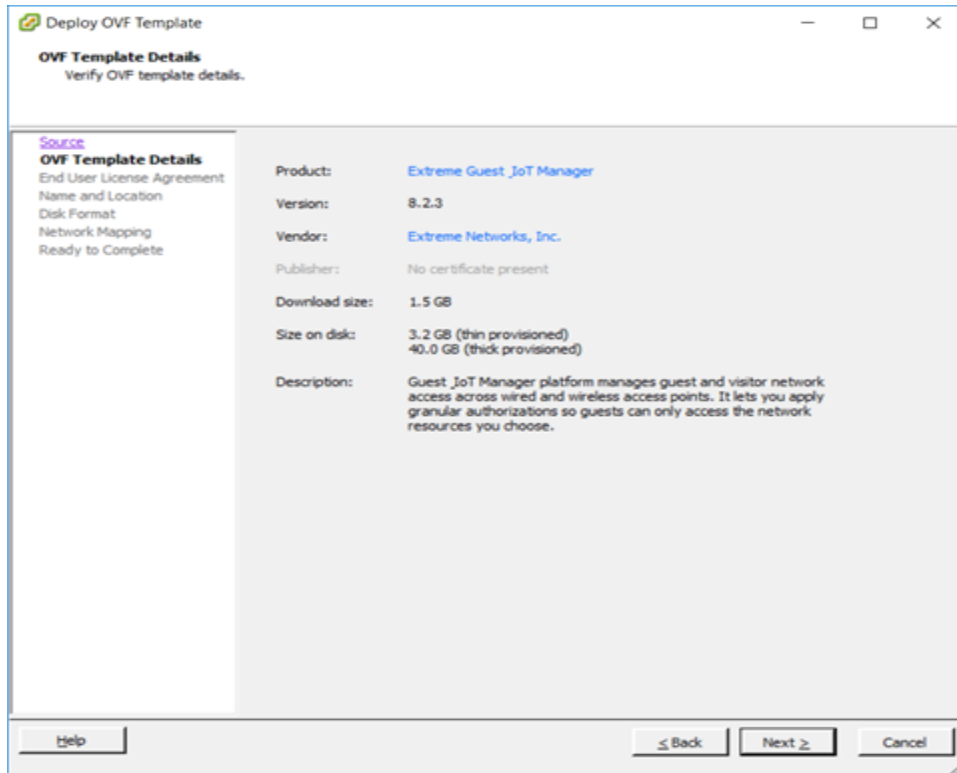 Deploy OVF Template
OVF Template Details
Verify OVF template details.
Source
OVF Template Details
End User License Agreement
Name and Location
Disk Format
Network Mapping
Ready to Complete
Product: Extreme Guest_IoT Manager
Version: 8.2.3
Vendor: Extreme Networks, Inc.
Publisher: No certificate present
Download size: 1.5 GB
Size on disk: 3.2 GB (thin provisioned)
40.0 GB (thick provisioned)
Description: Guest_IoT Manager platform manages guest and visitor network
access across wired and wireless access points. It lets you apply
granular authorizations so guests can only access the network
resources you choose.
Help
≤ Back
Next ≥
Cancel